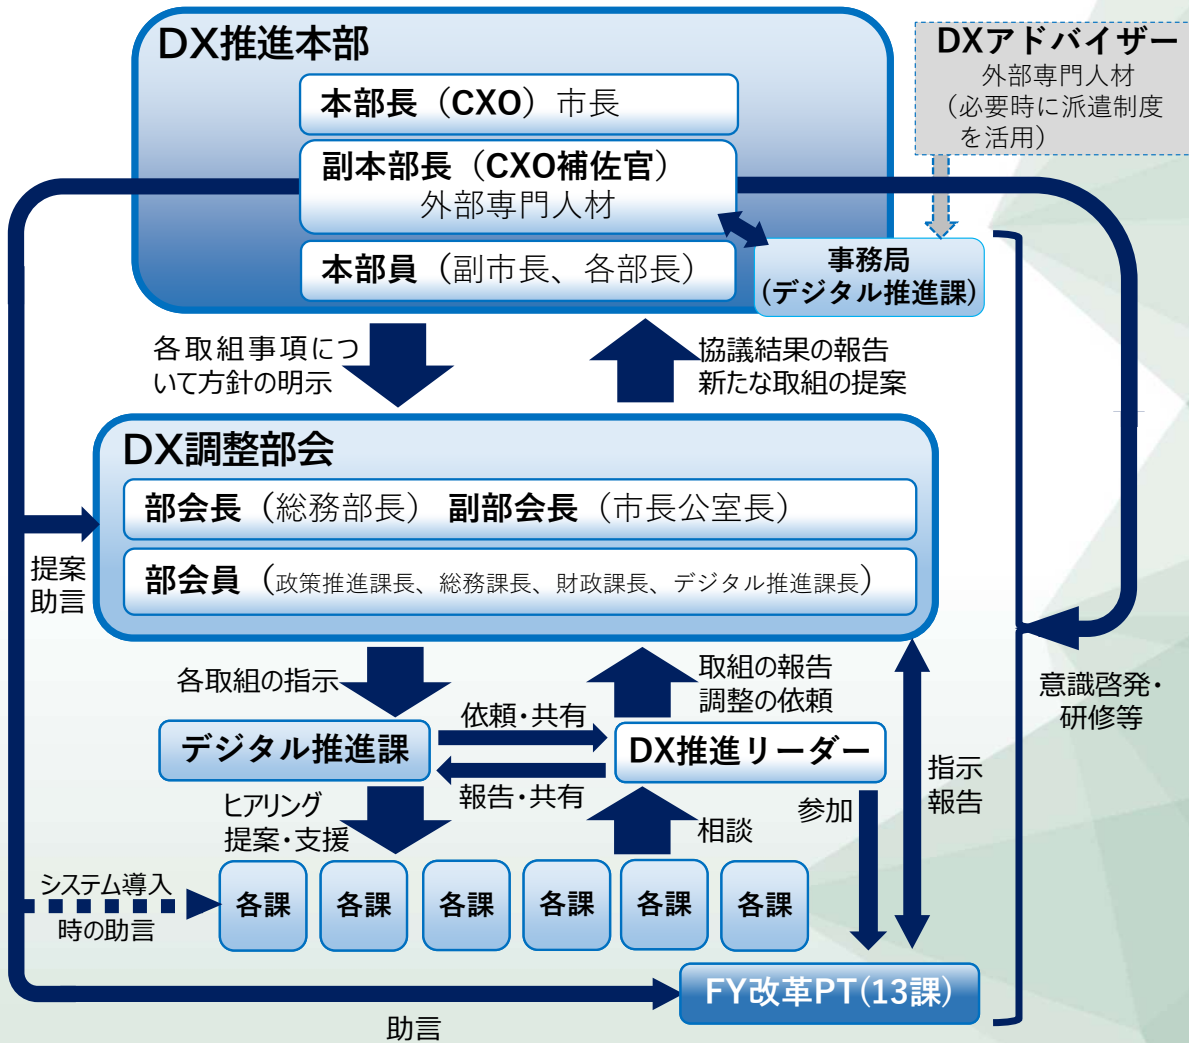 DX推進本部
本部長（CXO）市長
副本部長（CXO補佐官）
外部専門人材
本部員（副市長、各部長）
DXアドバイザー
外部専門人材
（必要時に派遣制度
を活用）
事務局
(デジタル推進課)
各取組事項につ
いて方針の明示
協議結果の報告
新たな取組の提案
DX調整部会
部会長（総務部長） 副部会長（市長公室長）
部会員（政策推進課長、総務課長、財政課長、デジタル推進課長）
提案
助言
意識啓発・
研修等
各取組の指示
取組の報告
調整の依頼
依頼・共有
デジタル推進課
DX推進リーダー
報告・共有
指示
報告
ヒアリング
提案・支援
相談
参加
システム導入
時の助言
各課
各課
各課
各課
各課
各課
FY改革PT(13課)
助言